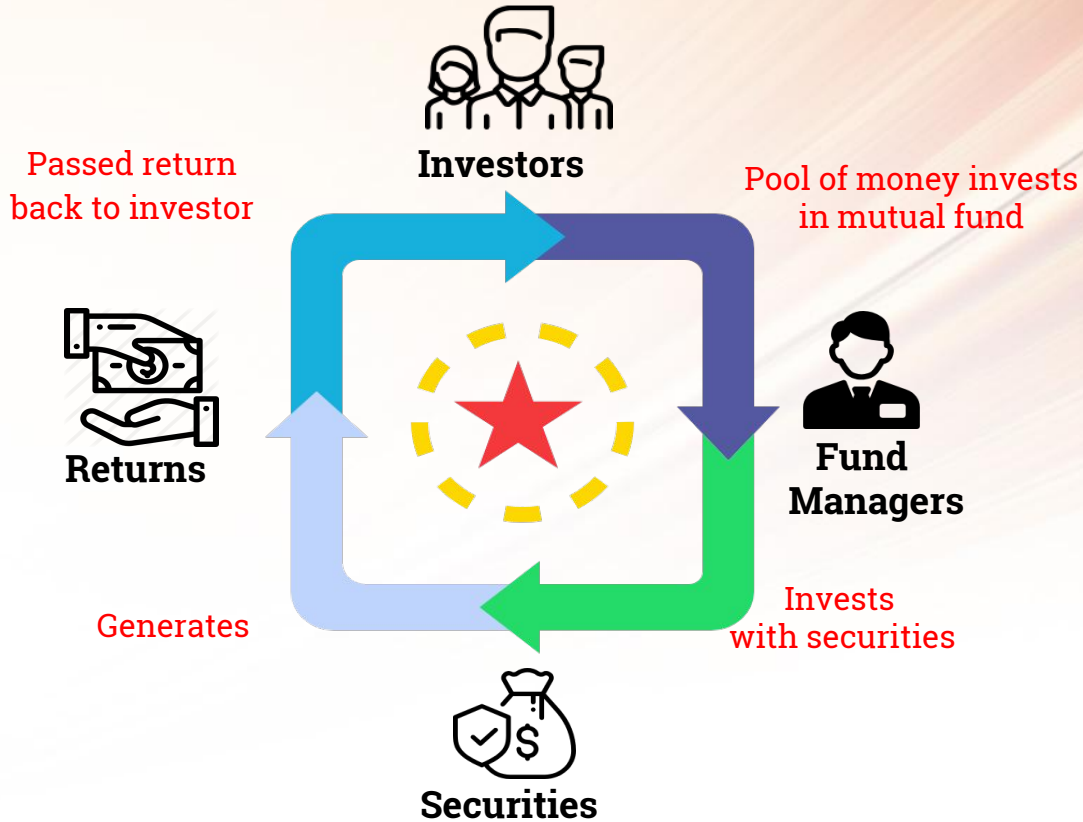 Investors
Passed return
back to investor
Pool of money invests
in mutual fund
Returns
Fund
Managers
Generates
Invests
with securities
$
Securities